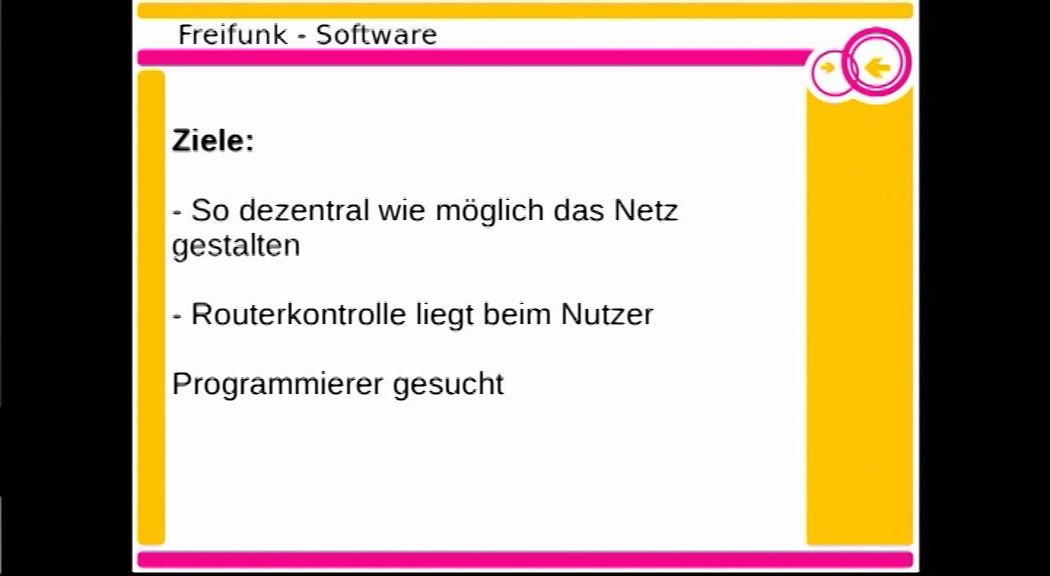 Freifunk - Software
Ziele:
- So dezentral wie möglich das Netz
gestalten
- Routerkontrolle liegt beim Nutzer
Programmierer gesucht